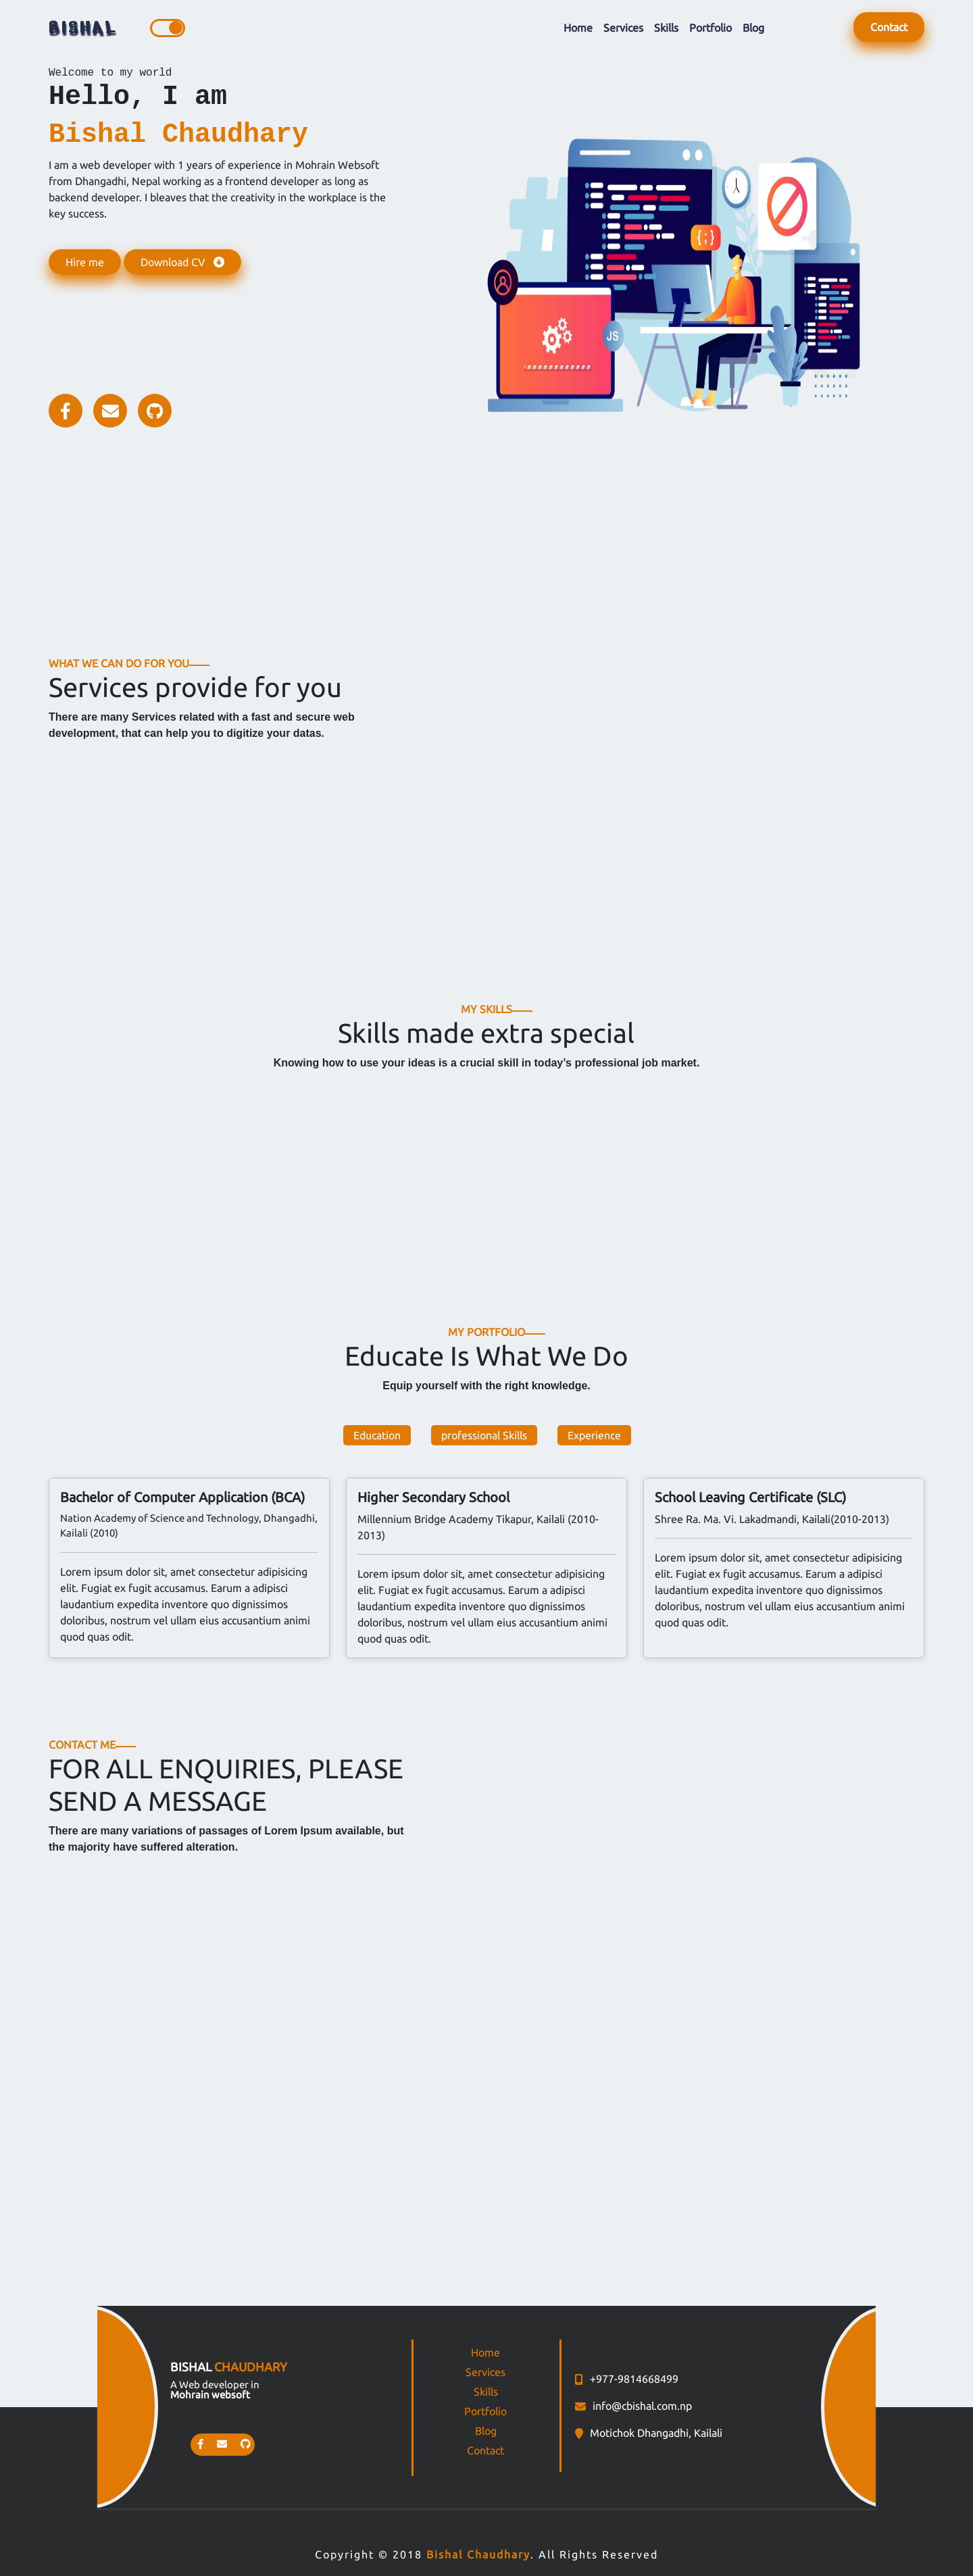 BISHAL
Home Services Skills Portfolio Blog
Contact
Welcome to my world
Hello, I am
Bishal Chaudhary
I am a web developer with 1 years of experience in Mohrain Websoft
from Dhangadhi, Nepal working as a frontend developer as long as
backend developer. I bleaves that the creativity in the workplace is the
key success.
Hire me
Download CV
#
{;}
JS
WHAT WE CAN DO FOR YOU
Services provide for you
There are many Services related with a fast and secure web
development, that can help you to digitize your datas.
MY SKILLS
Skills made extra special
Knowing how to use your ideas is a crucial skill in today’s professional job market.
MY PORTFOLIO
Educate Is What We Do
Equip yourself with the right knowledge.
Education
professional Skills
Experience
Bachelor of Computer Application (BCA)
Nation Academy of Science and Technology, Dhangadhi,
Kailali (2010)
Lorem ipsum dolor sit, amet consectetur adipisicing
elit. Fugiat ex fugit accusamus. Earum a adipisci
laudantium expedita inventore quo dignissimos
doloribus, nostrum vel ullam eius accusantium animi
quod quas odit.
Higher Secondary School
Millennium Bridge Academy Tikapur, Kailali (2010-
2013)
Lorem ipsum dolor sit, amet consectetur adipisicing
elit. Fugiat ex fugit accusamus. Earum a adipisci
laudantium expedita inventore quo dignissimos
doloribus, nostrum vel ullam eius accusantium animi
quod quas odit.
School Leaving Certificate (SLC)
Shree Ra. Ma. Vi. Lakadmandi, Kailali(2010-2013)
Lorem ipsum dolor sit, amet consectetur adipisicing
elit. Fugiat ex fugit accusamus. Earum a adipisci
laudantium expedita inventore quo dignissimos
doloribus, nostrum vel ullam eius accusantium animi
quod quas odit.
CONTACT ME
FOR ALL ENQUIRIES, PLEASE
SEND A MESSAGE
There are many variations of passages of Lorem Ipsum available, but
the majority have suffered alteration.
BISHAL CHAUDHARY
A Web developer in
Mohrain websoft
Home
Services
Skills
Portfolio
Blog
Contact
+977-9814668499
info@cbishal.com.np
Motichok Dhangadhi, Kailali
Copyright © 2018 Bishal Chaudhary. All Rights Reserved